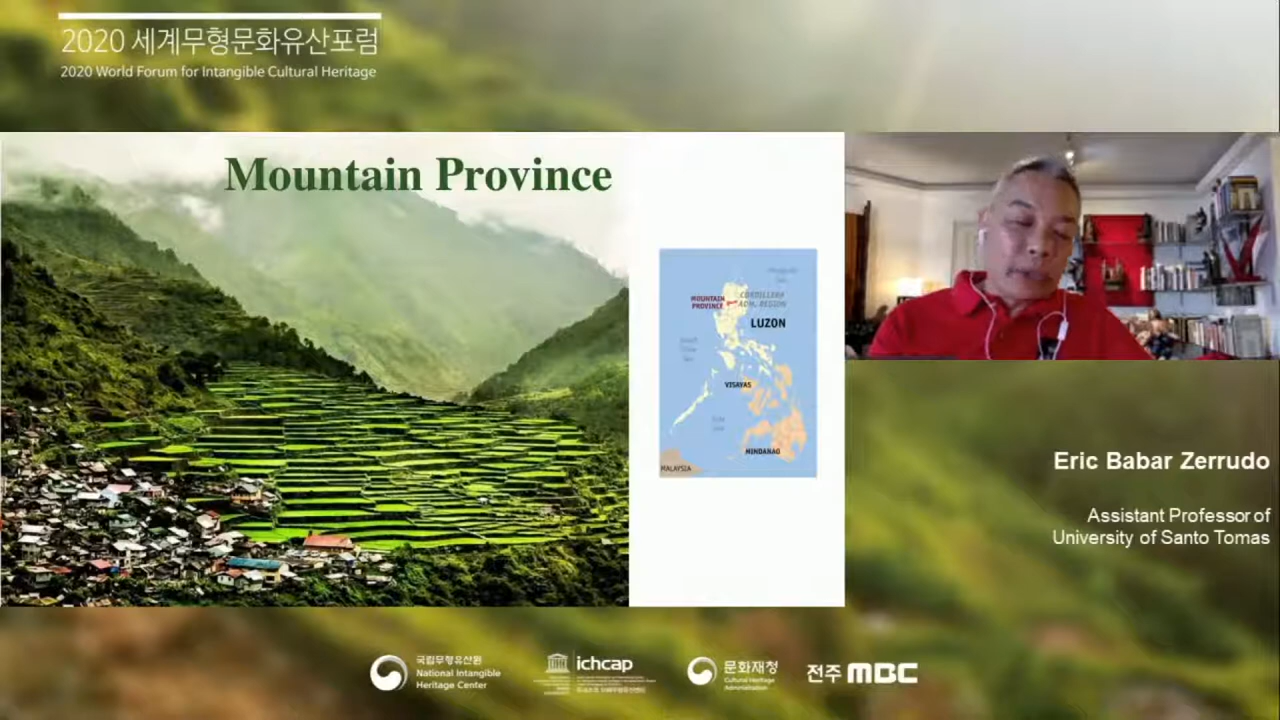 2020 세계무형문화유산포럼
2020 World Forum for Intangible Cultural Heritage
Mountain Province
MOUNTAIN
PROVINCE
CORDILLERA
ADM. REGION
LUZON
VISAYAS
MINDANAO
MALAYSIA
Eric Babar Zerrudo
Assistant Professor of
University of Santo Tomas
국립무형유산원
National Intangible
Heritage Center
ichcap
문화재청
Cultural Heritage
Administration
전주 MBC